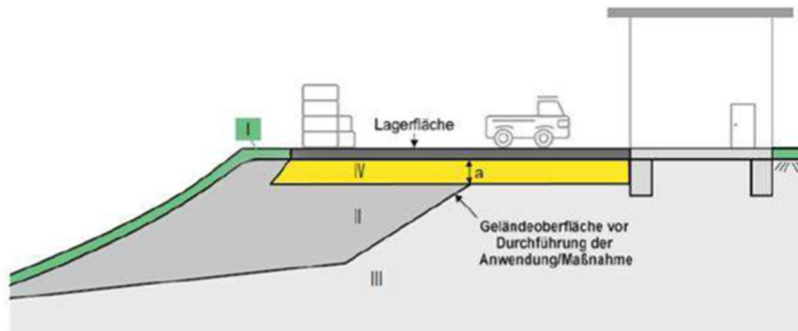 I
Lagerfläche
IV
a
II
Geländeoberfläche vor
Durchführung der
Anwendung/Maßnahme
III